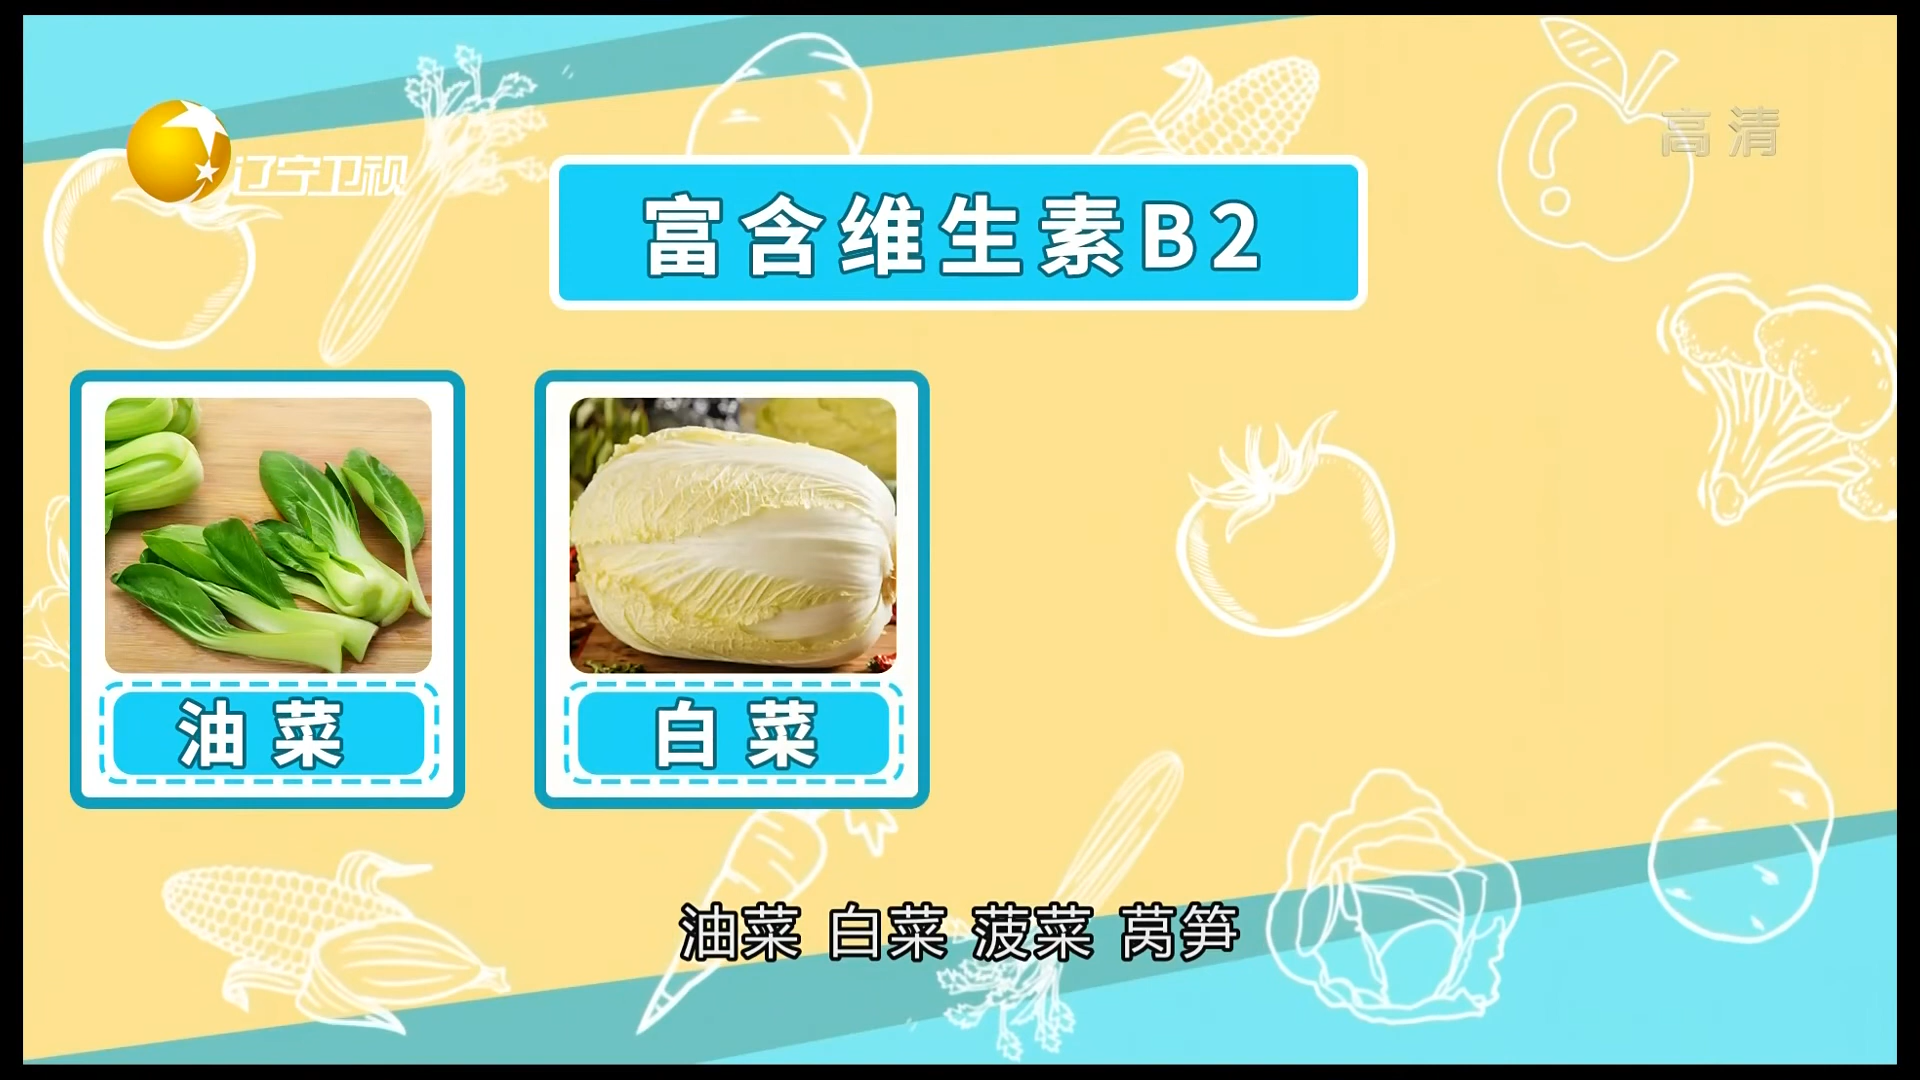 辽宁卫视
高清
富含维生素B2
油菜
白菜
油菜 白菜 菠菜 莴笋